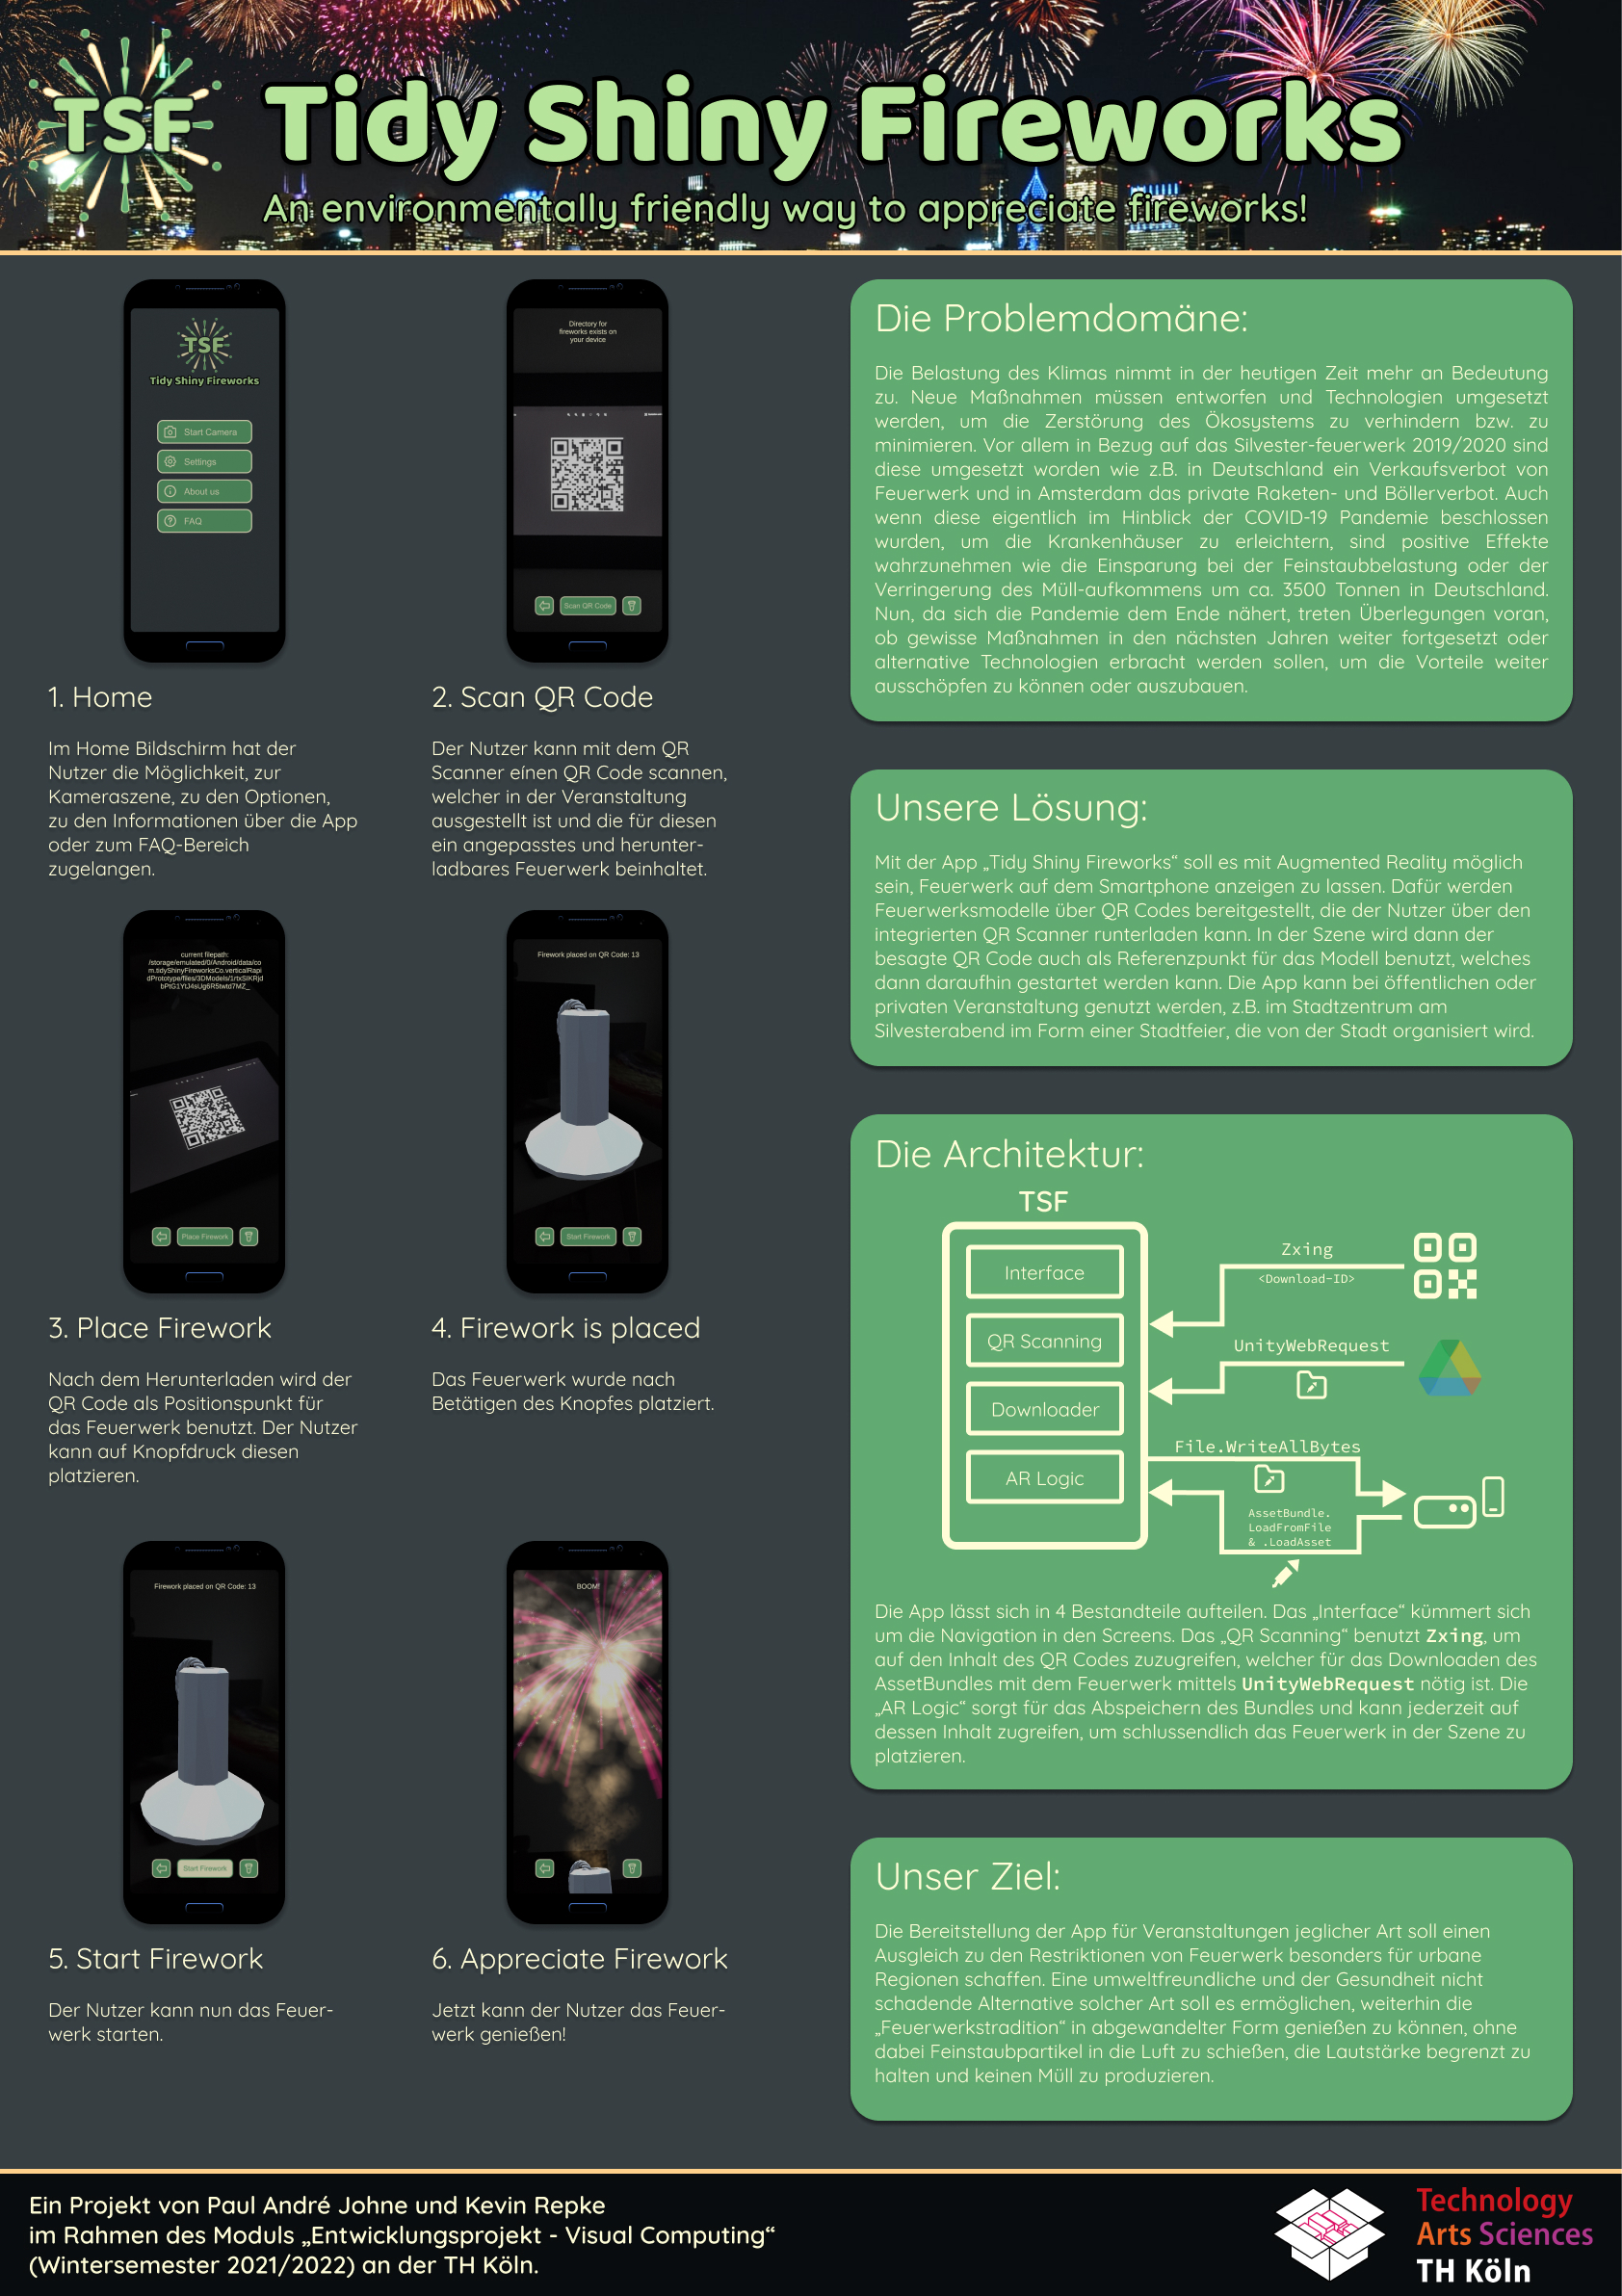 TSF
Tidy Shiny Fireworks
An environmentally friendly way to appreciate fireworks!
TSF
Tidy Shiny Fireworks
Start Camera
Settings
About us
FAQ
1. Home
Im Home Bildschirm hat der
Nutzer die Möglichkeit, zur
Kameraszene, zu den Optionen,
zu den Informationen über die App
oder zum FAQ-Bereich
zugelangen.
Directory for
fireworks exists on
your device
Scan QR Code
2. Scan QR Code
Der Nutzer kann mit dem QR
Scanner eínen QR Code scannen,
welcher in der Veranstaltung
ausgestellt ist und die für diesen
ein angepasstes und herunter-
ladbares Feuerwerk beinhaltet.
current filepath:
/storage/emulated/0/Android/data/co
m.tidyShinyFireworksCo.verticalRapi
dPrototype/files/3DModels/
Place Firework
3. Place Firework
Nach dem Herunterladen wird der
QR Code als Positionspunkt für
das Feuerwerk benutzt. Der Nutzer
kann auf Knopfdruck diesen
platzieren.
Firework placed on QR Code: 13
Start Firework
4. Firework is placed
Das Feuerwerk wurde nach
Betätigen des Knopfes platziert.
Firework placed on QR Code: 13
Start Firework
5. Start Firework
Der Nutzer kann nun das Feuer-
werk starten.
BOOM!
6. Appreciate Firework
Jetzt kann der Nutzer das Feuer-
werk genießen!
Die Problemdomäne:
Die Belastung des Klimas nimmt in der heutigen Zeit mehr an Bedeutung
zu. Neue Maßnahmen müssen entworfen und Technologien umgesetzt
werden, um die Zerstörung des Ökosystems zu verhindern bzw. zu
minimieren. Vor allem in Bezug auf das Silvester-feuerwerk 2019/2020 sind
diese umgesetzt worden wie z.B. in Deutschland ein Verkaufsverbot von
Feuerwerk und in Amsterdam das private Raketen- und Böllerverbot. Auch
wenn diese eigentlich im Hinblick der COVID-19 Pandemie beschlossen
wurden, um die Krankenhäuser zu erleichtern, sind positive Effekte
wahrzunehmen wie die Einsparung bei der Feinstaubbelastung oder der
Verringerung des Müll-aufkommens um ca. 3500 Tonnen in Deutschland.
Nun, da sich die Pandemie dem Ende nähert, treten Überlegungen voran,
ob gewisse Maßnahmen in den nächsten Jahren weiter fortgesetzt oder
alternative Technologien erbracht werden sollen, um die Vorteile weiter
ausschöpfen zu können oder auszubauen.
Unsere Lösung:
Mit der App „Tidy Shiny Fireworks“ soll es mit Augmented Reality möglich
sein, Feuerwerk auf dem Smartphone anzeigen zu lassen. Dafür werden
Feuerwerksmodelle über QR Codes bereitgestellt, die der Nutzer über den
integrierten QR Scanner runterladen kann. In der Szene wird dann der
besagte QR Code auch als Referenzpunkt für das Modell benutzt, welches
dann daraufhin gestartet werden kann. Die App kann bei öffentlichen oder
privaten Veranstaltung genutzt werden, z.B. im Stadtzentrum am
Silvesterabend im Form einer Stadtfeier, die von der Stadt organisiert wird.
Die Architektur:
TSF
Interface
QR Scanning
Downloader
AR Logic
Zxing
<Download-ID>
UnityWebRequest
File.WriteAllBytes
AssetBundle.
LoadFromFile
& .LoadAsset
Die App lässt sich in 4 Bestandteile aufteilen. Das „Interface“ kümmert sich
um die Navigation in den Screens. Das „QR Scanning“ benutzt Zxing, um
auf den Inhalt des QR Codes zuzugreifen, welcher für das Downloaden des
AssetBundles mit dem Feuerwerk mittels UnityWebRequest nötig ist. Die
„AR Logic“ sorgt für das Abspeichern des Bundles und kann jederzeit auf
dessen Inhalt zugreifen, um schlussendlich das Feuerwerk in der Szene zu
platzieren.
Unser Ziel:
Die Bereitstellung der App für Veranstaltungen jeglicher Art soll einen
Ausgleich zu den Restriktionen von Feuerwerk besonders für urbane
Regionen schaffen. Eine umweltfreundliche und der Gesundheit nicht
schadende Alternative solcher Art soll es ermöglichen, weiterhin die
„Feuerwerkstradition“ in abgewandelter Form genießen zu können, ohne
dabei Feinstaubpartikel in die Luft zu schießen, die Lautstärke begrenzt zu
halten und keinen Müll zu produzieren.
Ein Projekt von Paul André Johne und Kevin Repke
im Rahmen des Moduls „Entwicklungsprojekt - Visual Computing“
(Wintersemester 2021/2022) an der TH Köln.
Technology
Arts Sciences
TH Köln